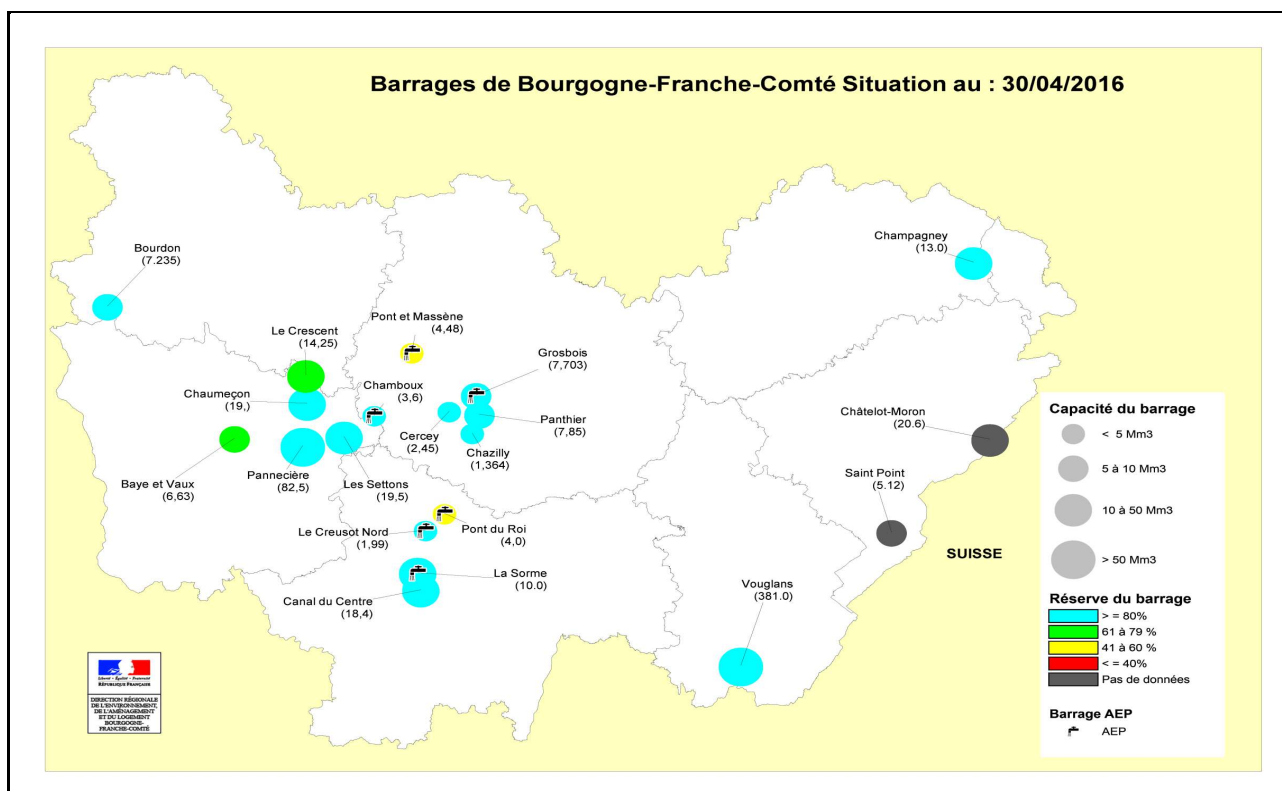 Barrages de Bourgogne-Franche-Comté Situation au : 30/04/2016
Bourdon
(7.235)
Champagney
(13.0)
Le Crescent
(14,25)
Pont et Massène
(4,48)
Grosbois
(7,703)
Chaumeçon
(19,)
Chamboux
(3,6)
Cercey
(2,45)
Panthier
(7,85)
Chazilly
(1,364)
Baye et Vaux
(6,63)
Pannecière
(82,5)
Les Settons
(19,5)
Châtelot-Moron
(20.6)
Saint Point
(5.12)
Le Creusot Nord
(1,99)
Pont du Roi
(4,0)
La Sorme
(10.0)
Canal du Centre
(18,4)
Vouglans
(381.0)
SUISSE
Capacité du barrage
< 5 Mm3
5 à 10 Mm3
10 à 50 Mm3
> 50 Mm3
Réserve du barrage
> = 80%
61 à 79 %
41 à 60 %
< = 40%
Pas de données
Barrage AEP
AEP
Liberté • Égalité • Fraternité
RÉPUBLIQUE FRANÇAISE
DIRECTION RÉGIONALE
DE L'ENVIRONNEMENT,
DE L'AMÉNAGEMENT
ET DU LOGEMENT
BOURGOGNE-
FRANCHE-COMTÉ